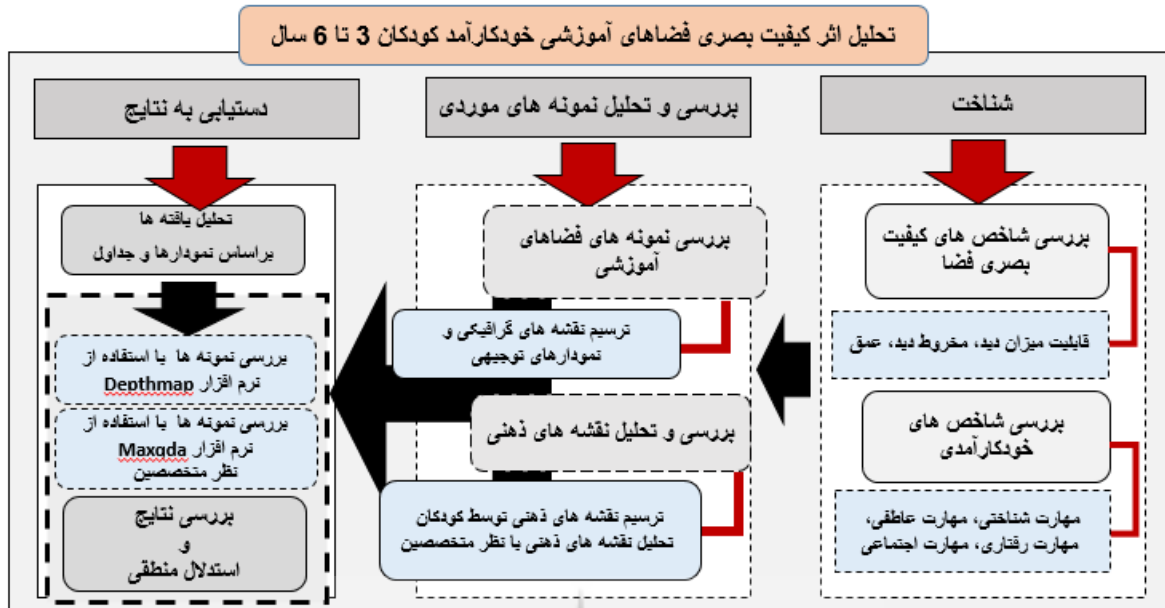 تحلیل اثر کیفیت بصری فضاهای آموزشی خودکارآمد کودکان 3 تا 6 سال
شناخت
بررسی شاخص های کیفیت
بصری فضا
قابلیت میزان دید، مخروط دید، عمق
بررسی شاخص های
خودکارآمدی
مهارت شناختی، مهارت عاطفی،
مهارت رفتاری، مهارت اجتماعی
بررسی و تحلیل نمونه های موردی
بررسی نمونه های فضاهای
آموزشی
ترسیم نقشه های گرافیکی و
نمودارهای توجیهی
بررسی و تحلیل نقشه های ذهنی
ترسیم نقشه های ذهنی توسط کودکان
تحلیل نقشه های ذهنی با نظر متخصصین
دستیابی به نتایج
تحلیل یافته ها
براساس نمودارها و جداول
بررسی نمونه ها با استفاده از
نرم افزار Depthmap
بررسی نمونه ها با استفاده از
نرم افزار Maxqda
نظر متخصصین
بررسی نتایج
و
استدلال منطقی